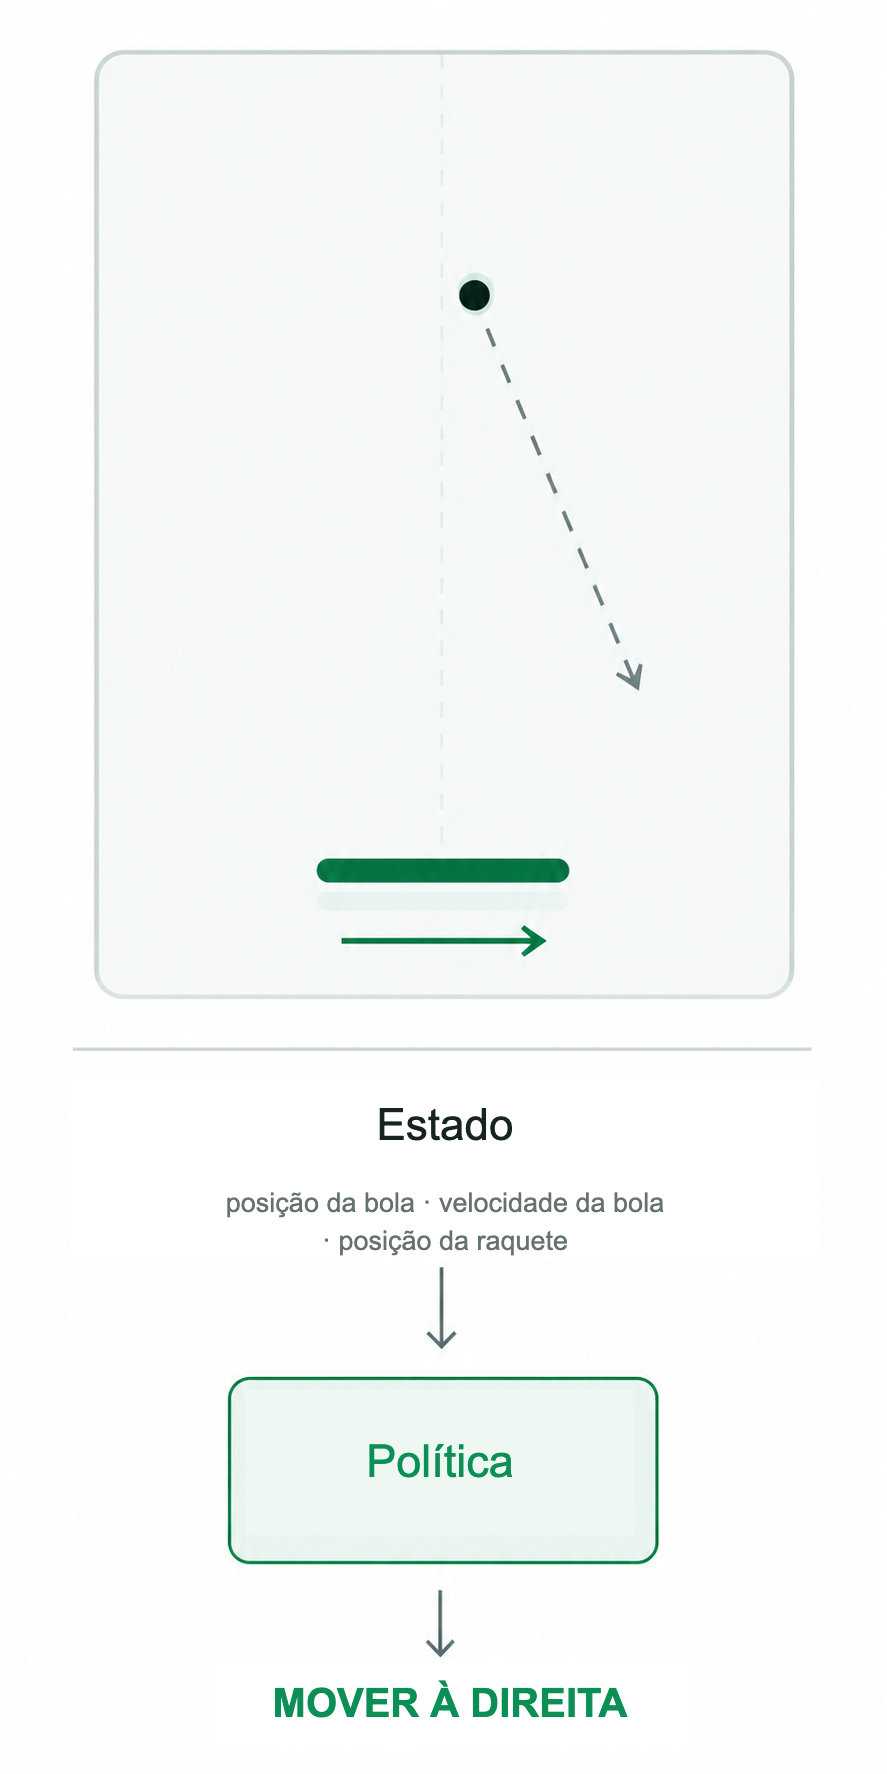 Estado
posição da bola · velocidade da bola
· posição da raquete
Política
MOVER À DIREITA